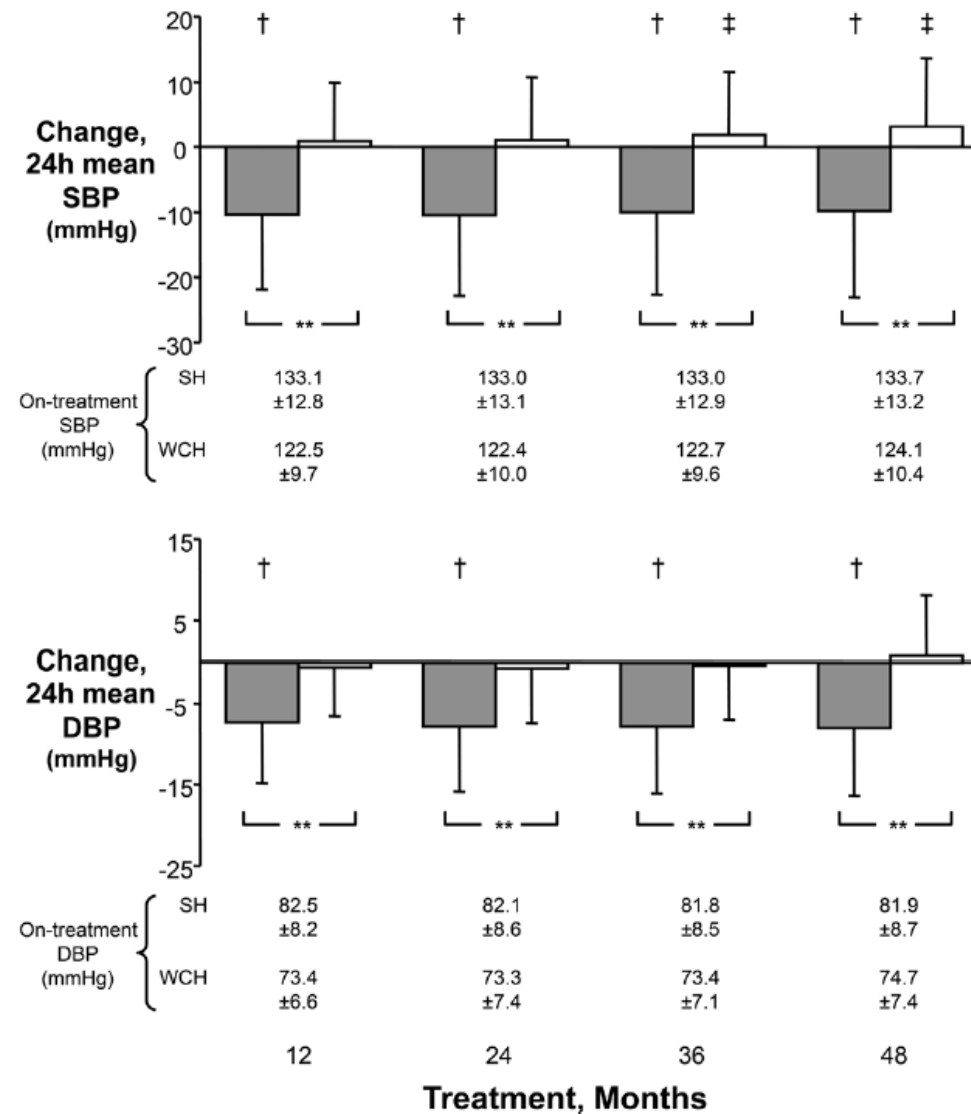 20
10
0
-10
-20
-30
Change,
24h mean
SBP
(mmHg)
† † † ‡ † ‡
** ** ** **
On-treatment
SBP
(mmHg)
SH 133.1 133.0 133.0 133.7
±12.8 ±13.1 ±12.9 ±13.2
WCH 122.5 122.4 122.7 124.1
±9.7 ±10.0 ±9.6 ±10.4
15
5
-5
-15
-25
Change,
24h mean
DBP
(mmHg)
† † † †
** ** ** **
On-treatment
DBP
(mmHg)
SH 82.5 82.1 81.8 81.9
±8.2 ±8.6 ±8.5 ±8.7
WCH 73.4 73.3 73.4 74.7
±6.6 ±7.4 ±7.1 ±7.4
12 24 36 48
Treatment, Months